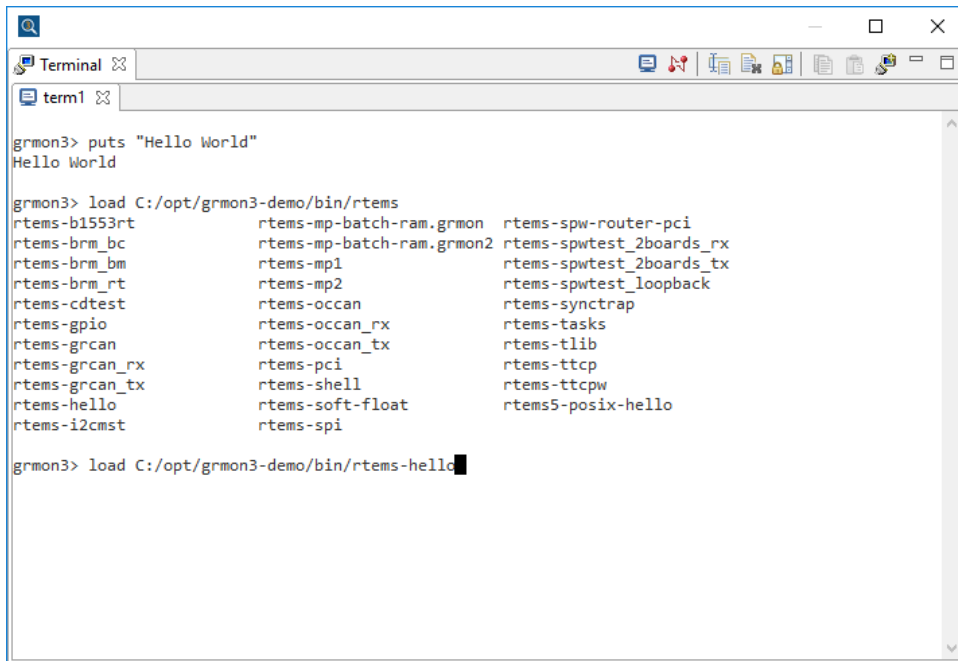 Terminal
term1
grmon3> puts "Hello World"
Hello World
grmon3> load C:/opt/grmon3-demo/bin/rtems
rtems-b1553rt rtems-mp-batch-ram.grmon rtems-spw-router-pci
rtems-brm_bc rtems-mp-batch-ram.grmon2 rtems-spwtest_2boards_rx
rtems-brm_bm rtems-mp1 rtems-spwtest_2boards_tx
rtems-brm_rt rtems-mp2 rtems-spwtest_loopback
rtems-cdtest rtems-occan rtems-synctrap
rtems-gpio rtems-occan_rx rtems-tasks
rtems-grcan rtems-occan_tx rtems-tlib
rtems-grcan_rx rtems-pci rtems-ttcp
rtems-grcan_tx rtems-shell rtems-ttcpw
rtems-hello rtems-soft-float rtems5-posix-hello
rtems-i2cmst rtems-spi
grmon3> load C:/opt/grmon3-demo/bin/rtems-hello